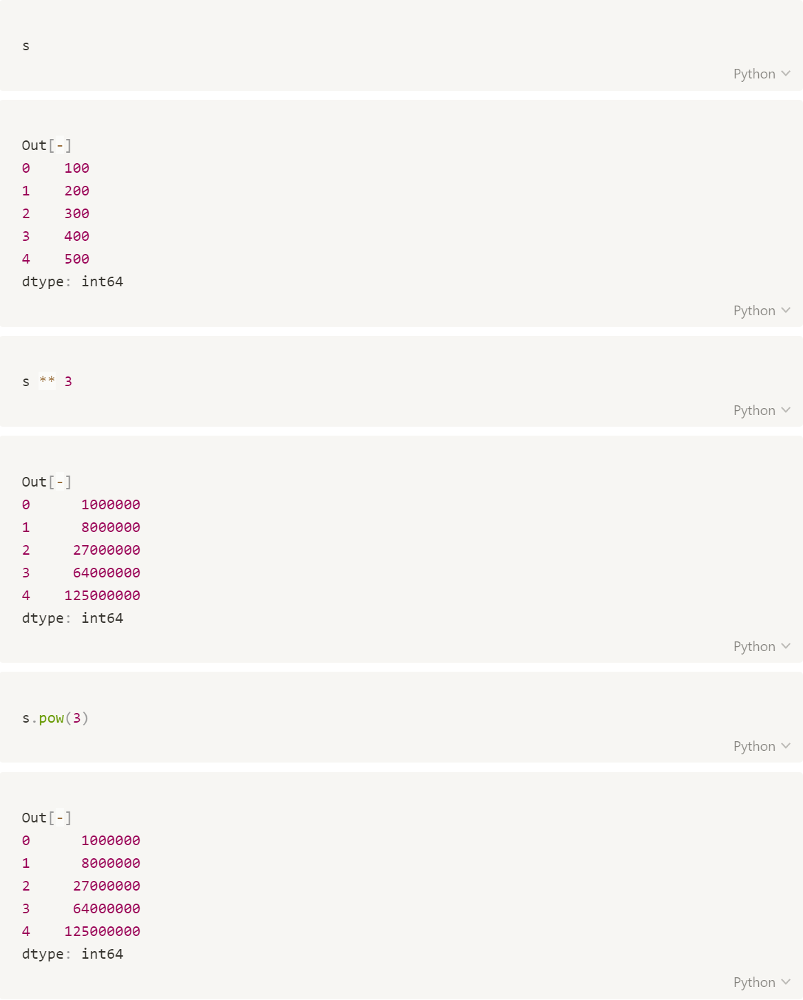 s
Python
Out[-]
0    100
1    200
2    300
3    400
4    500
dtype: int64
Python
s ** 3
Python
Out[-]
0      1000000
1      8000000
2     27000000
3     64000000
4    125000000
dtype: int64
Python
s.pow(3)
Python
Out[-]
0      1000000
1      8000000
2     27000000
3     64000000
4    125000000
dtype: int64
Python